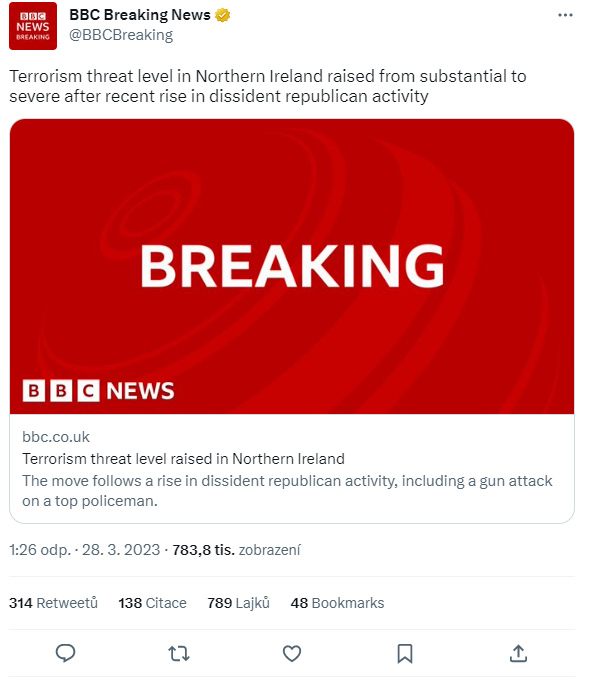 BBC
NEWS
BREAKING
BBC Breaking News
@BBCBreaking
Terrorism threat level in Northern Ireland raised from substantial to
severe after recent rise in dissident republican activity
BREAKING
BBC NEWS
bbc.co.uk
Terrorism threat level raised in Northern Ireland
The move follows a rise in dissident republican activity, including a gun attack
on a top policeman.
1:26 odp. · 28. 3. 2023 · 783,8 tis. zobrazení
314 Retweetů 138 Citace 789 Lajků 48 Bookmarks